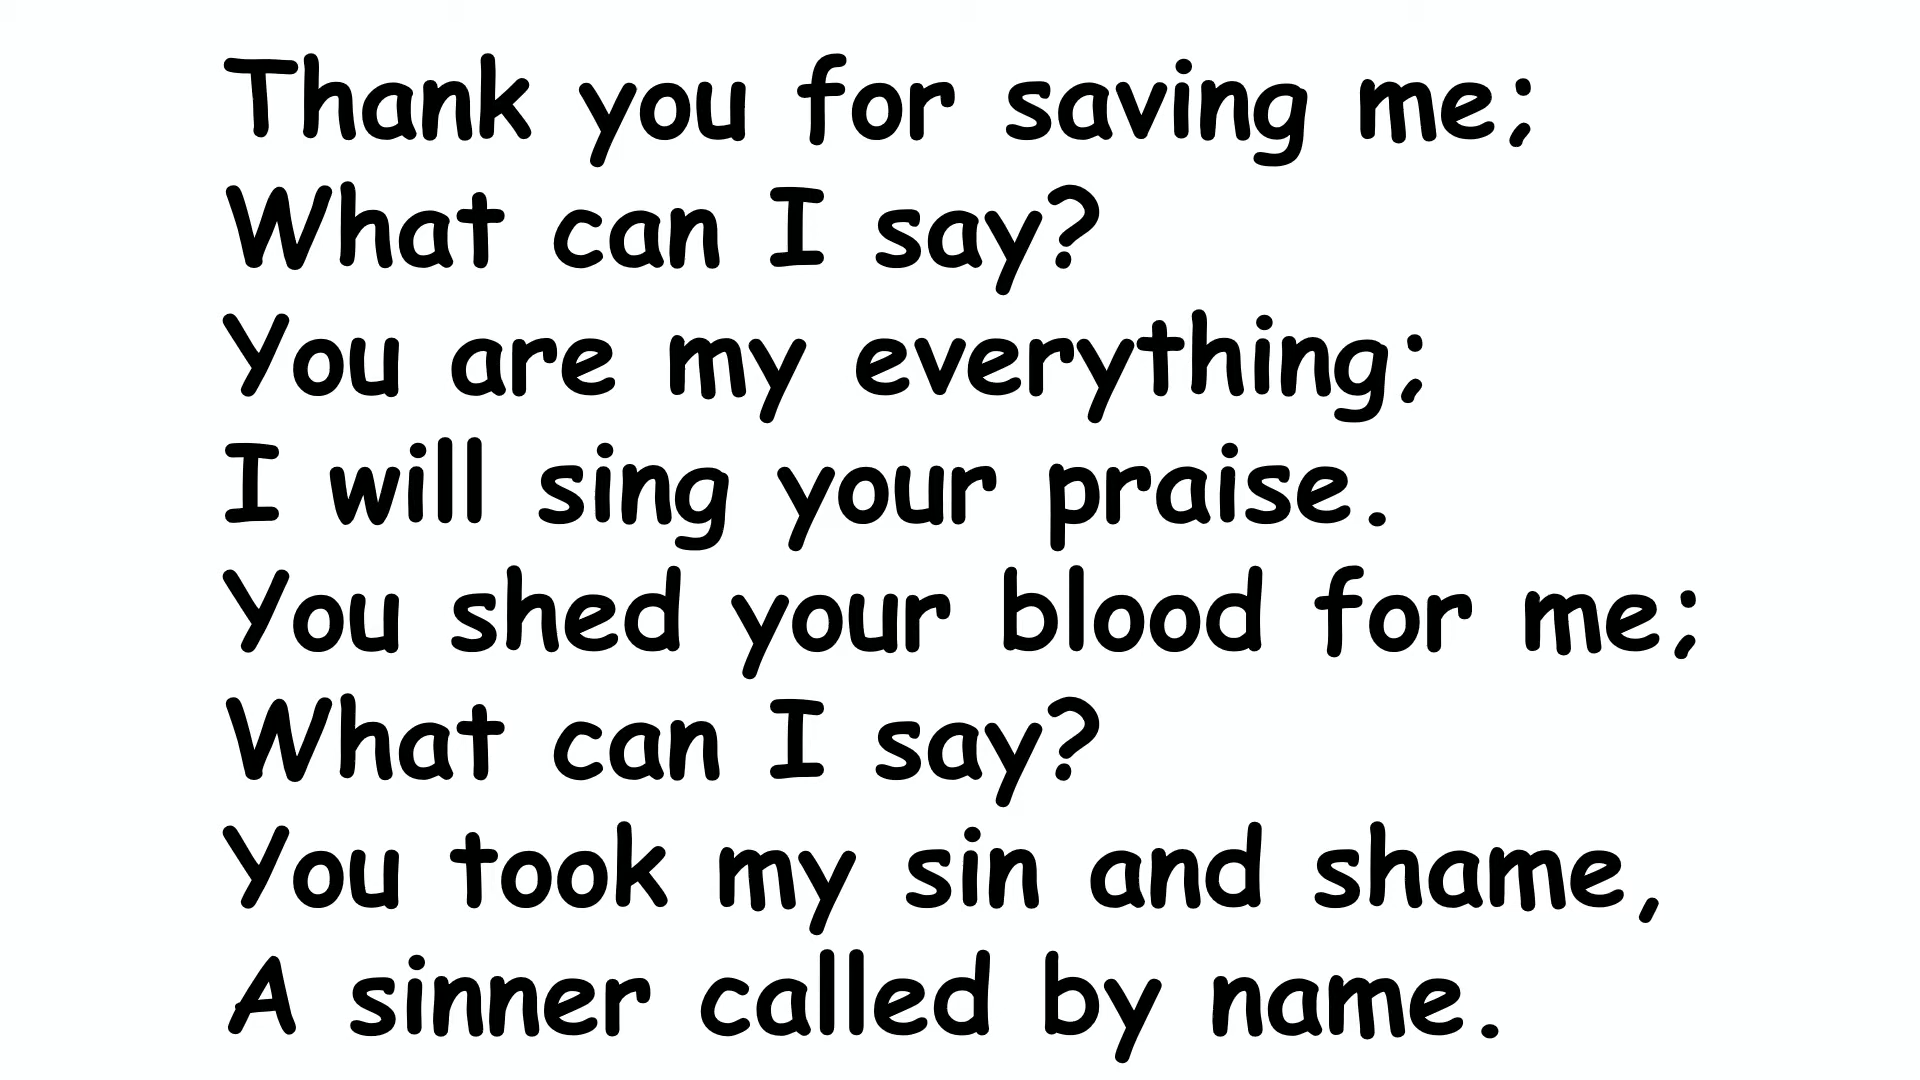 Thank you for saving me;
What can I say?
You are my everything;
I will sing your praise.
You shed your blood for me;
What can I say?
You took my sin and shame,
A sinner called by name.